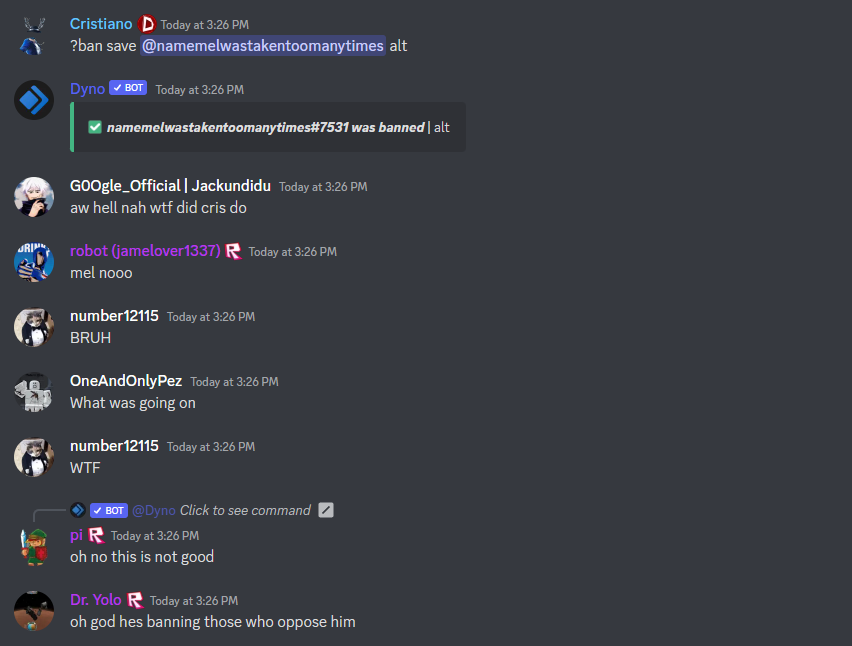 Cristiano Today at 3:26 PM
?ban save @namemelwastakentoomanytimes alt
Dyno ✓ BOT Today at 3:26 PM
namemelwastakentoomanytimes#7531 was banned | alt
G0Ogle_Official | Jackundidu Today at 3:26 PM
aw hell nah wtf did cris do
robot (jamelover1337) Today at 3:26 PM
mel nooo
number12115 Today at 3:26 PM
BRUH
OneAndOnlyPez Today at 3:26 PM
What was going on
number12115 Today at 3:26 PM
WTF
✓ BOT @Dyno Click to see command
pi Today at 3:26 PM
oh no this is not good
Dr. Yolo Today at 3:26 PM
oh god hes banning those who oppose him